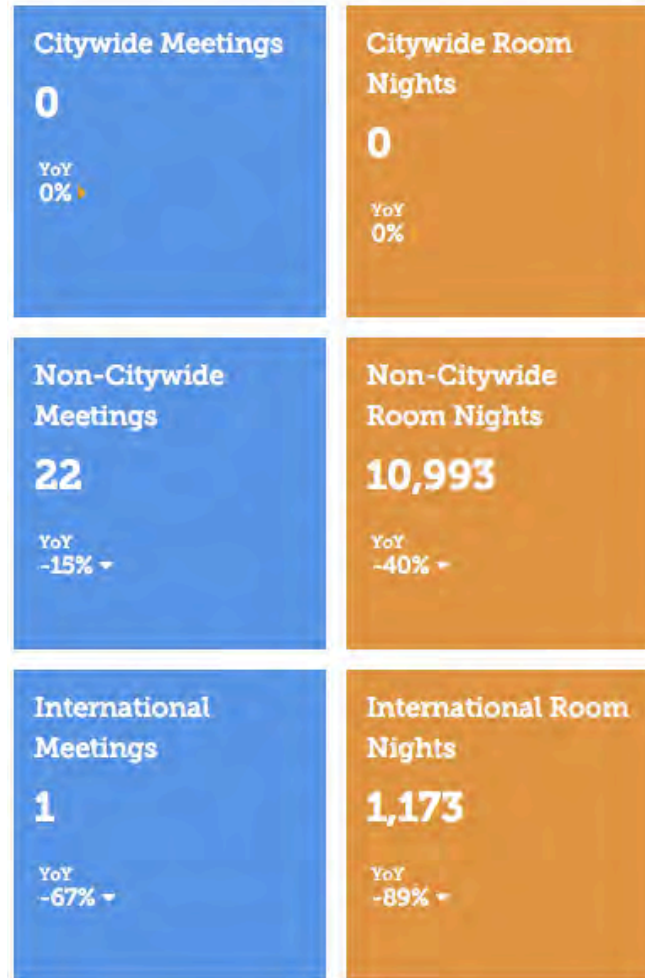 Citywide Meetings
0
YoY
0%
Citywide Room
Nights
0
YoY
0%
Non-Citywide
Meetings
22
YoY
-15%
Non-Citywide
Room Nights
10,993
YoY
-40%
International
Meetings
1
YoY
-67%
International Room
Nights
1,173
YoY
-89%